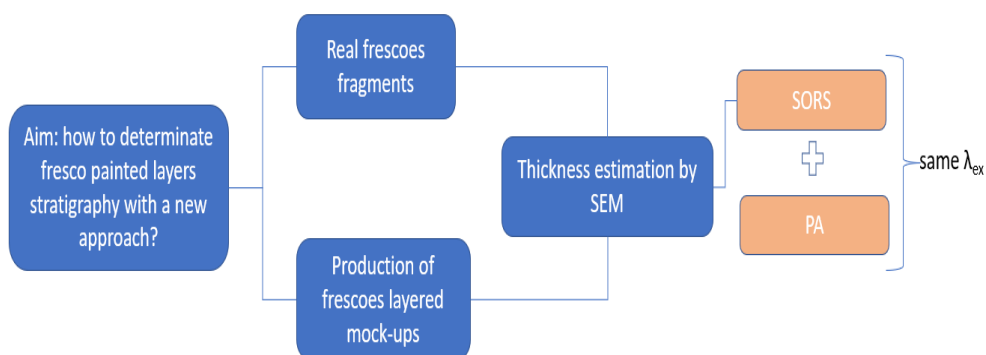 Aim: how to determinate
fresco painted layers
stratigraphy with a new
approach?
Real frescoes
fragments
Production of
frescoes layered
mock-ups
Thickness estimation by
SEM
SORS
PA
same λex